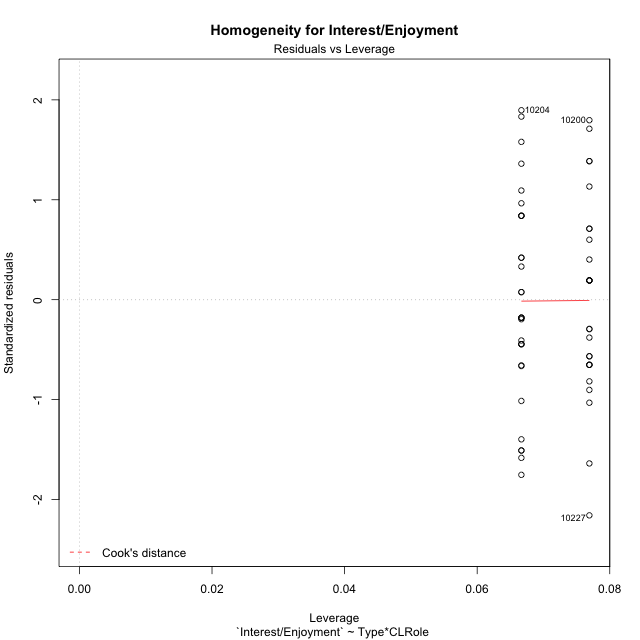 Homogeneity for Interest/Enjoyment
Residuals vs Leverage
2
1
0
-1
-2
Standardized residuals
10204
10200
10227
Cook's distance
0.00
0.02
0.04
0.06
0.08
Leverage
`Interest/Enjoyment` ~ Type*CLRole